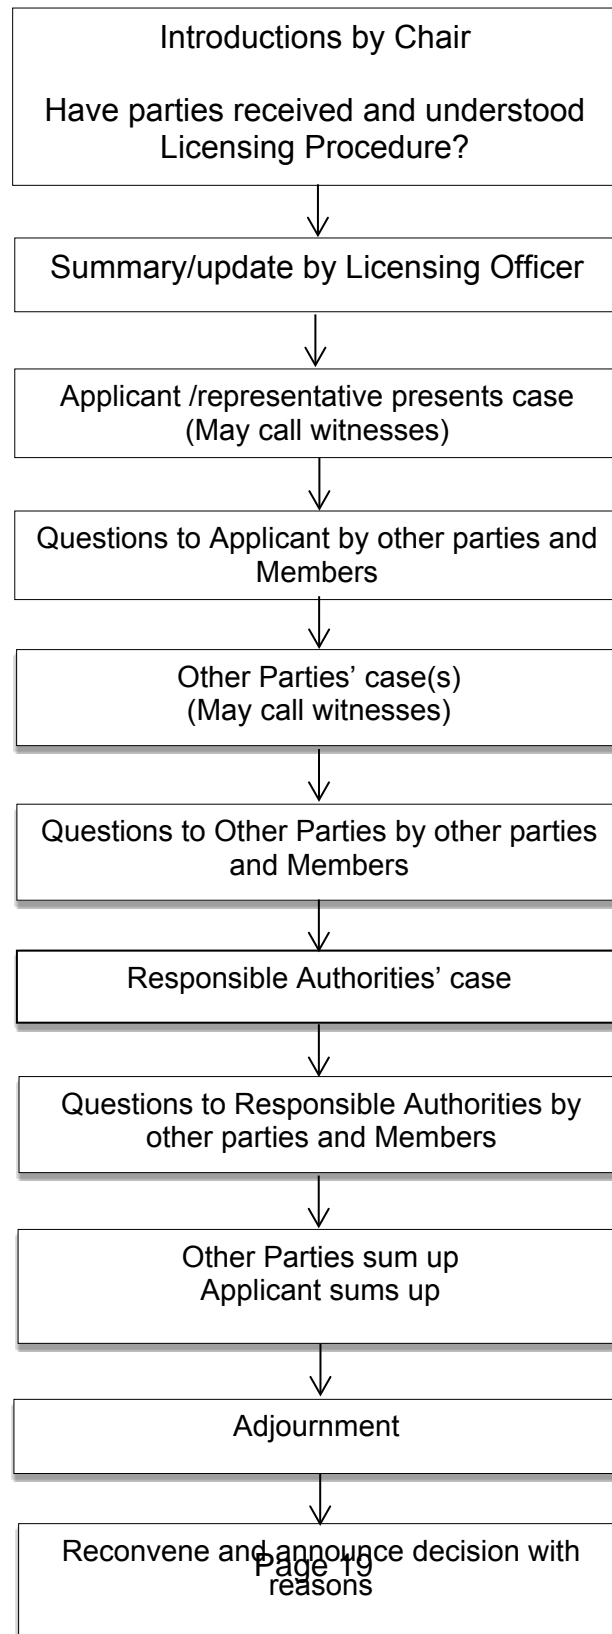 Introductions by Chair
Have parties received and understood
Licensing Procedure?
Summary/update by Licensing Officer
Applicant /representative presents case
(May call witnesses)
Questions to Applicant by other parties and
Members
Other Parties’ case(s)
(May call witnesses)
Questions to Other Parties by other parties
and Members
Responsible Authorities’ case
Questions to Responsible Authorities by
other parties and Members
Other Parties sum up
Applicant sums up
Adjournment
Reconvene and announce decision with
Page 19
reasons